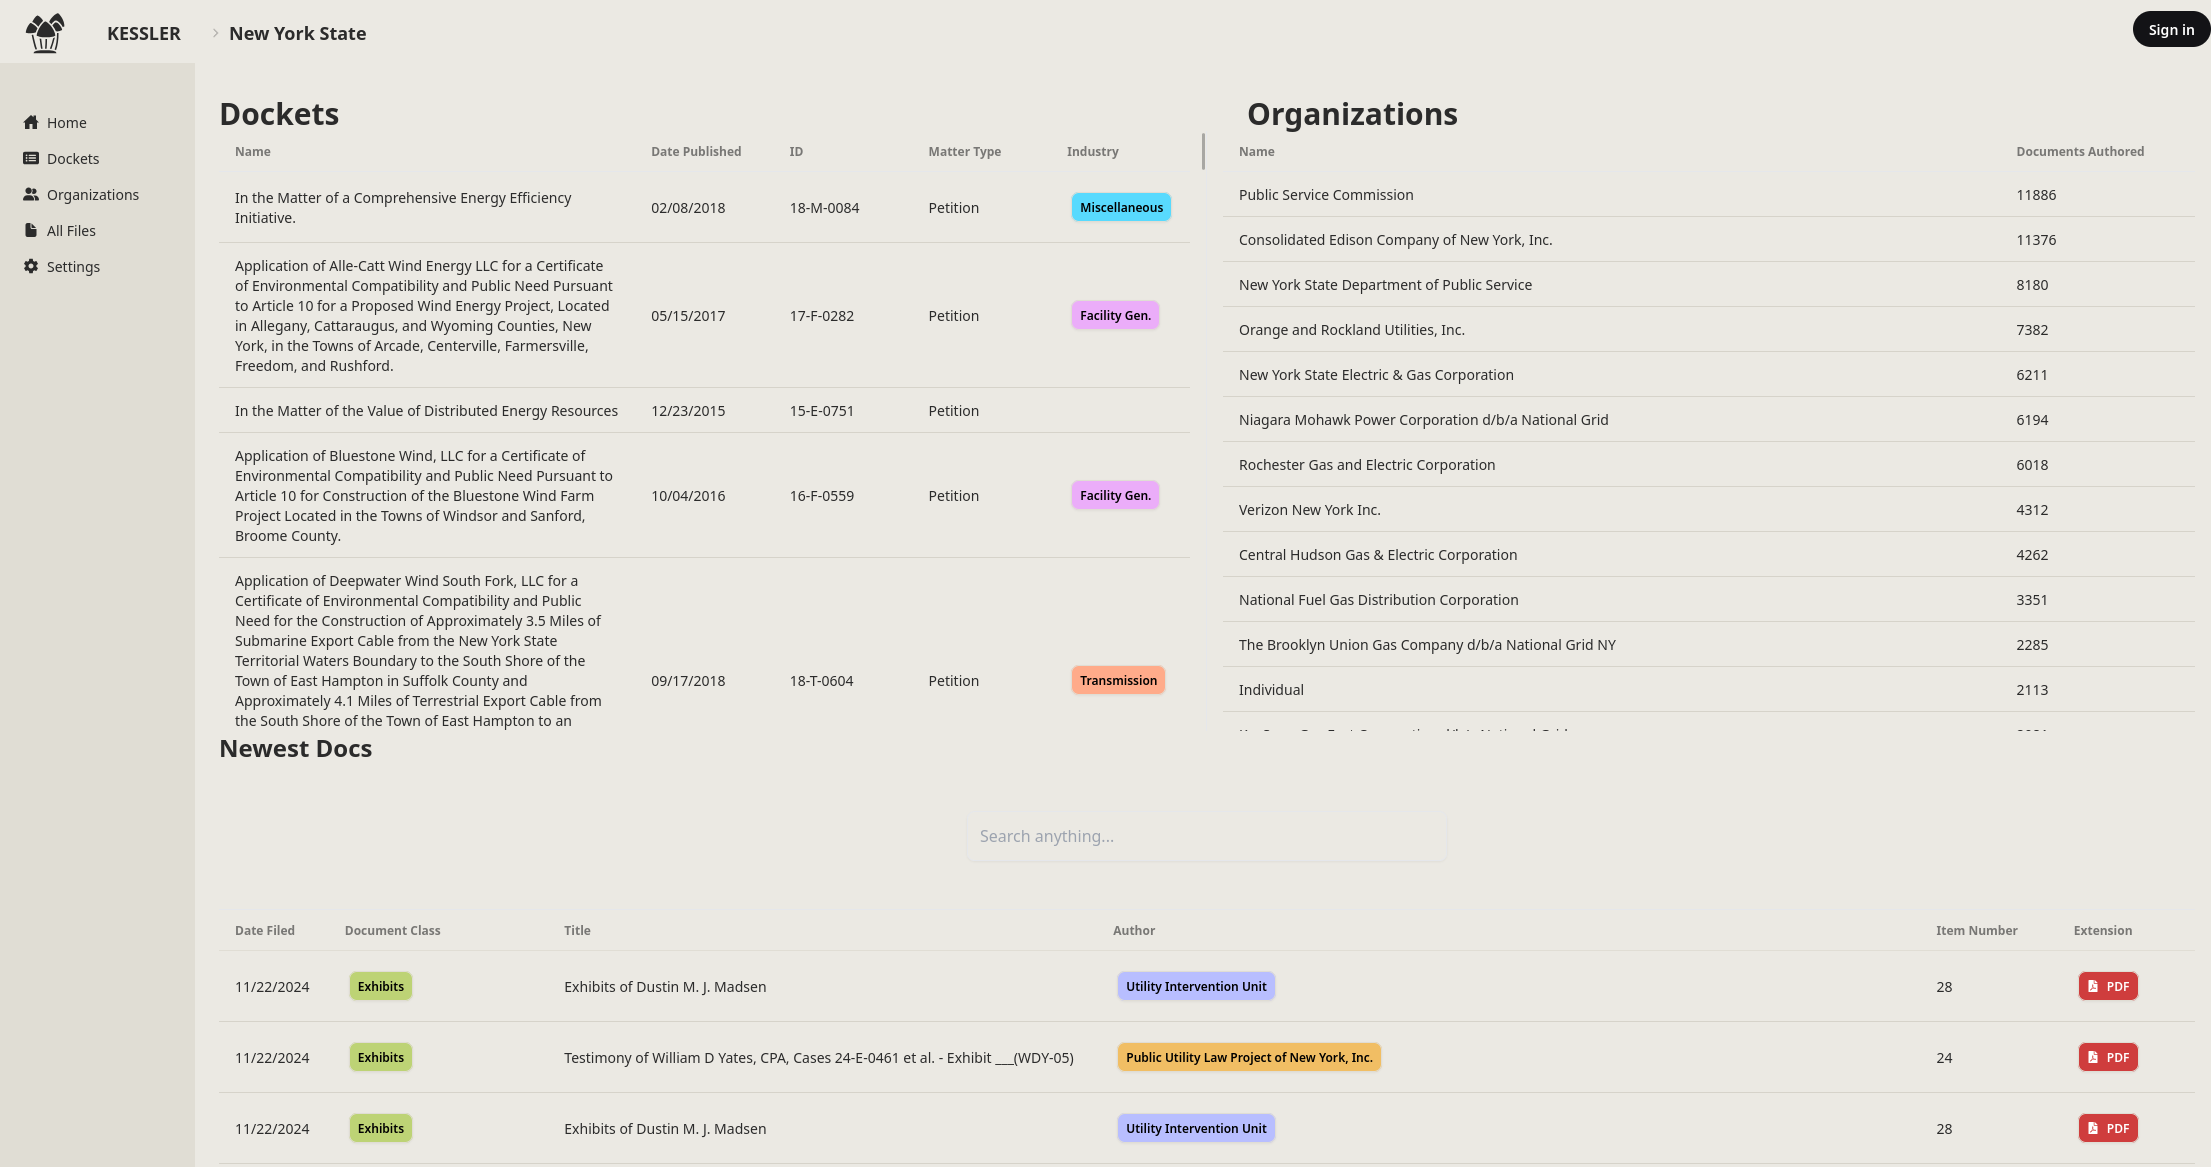 KESSLER
New York State
Sign in
Home
Dockets
Organizations
All Files
Settings
Dockets
Name Date Published ID Matter Type Industry
In the Matter of a Comprehensive Energy Efficiency
Initiative.
02/08/2018 18-M-0084 Petition Miscellaneous
Application of Alle-Catt Wind Energy LLC for a Certificate
of Environmental Compatibility and Public Need Pursuant
to Article 10 for a Proposed Wind Energy Project, Located
in Allegany, Cattaraugus, and Wyoming Counties, New
York, in the Towns of Arcade, Centerville, Farmersville,
Freedom, and Rushford.
05/15/2017 17-F-0282 Petition Facility Gen.
In the Matter of the Value of Distributed Energy Resources 12/23/2015 15-E-0751 Petition
Application of Bluestone Wind, LLC for a Certificate of
Environmental Compatibility and Public Need Pursuant to
Article 10 for Construction of the Bluestone Wind Farm
Project Located in the Towns of Windsor and Sanford,
Broome County.
10/04/2016 16-F-0559 Petition Facility Gen.
Application of Deepwater Wind South Fork, LLC for a
Certificate of Environmental Compatibility and Public
Need for the Construction of Approximately 3.5 Miles of
Submarine Export Cable from the New York State
Territorial Waters Boundary to the South Shore of the
Town of East Hampton in Suffolk County and
Approximately 4.1 Miles of Terrestrial Export Cable from
the South Shore of the Town of East Hampton to an
09/17/2018 18-T-0604 Petition Transmission
Organizations
Name Documents Authored
Public Service Commission 11886
Consolidated Edison Company of New York, Inc. 11376
New York State Department of Public Service 8180
Orange and Rockland Utilities, Inc. 7382
New York State Electric & Gas Corporation 6211
Niagara Mohawk Power Corporation d/b/a National Grid 6194
Rochester Gas and Electric Corporation 6018
Verizon New York Inc. 4312
Central Hudson Gas & Electric Corporation 4262
National Fuel Gas Distribution Corporation 3351
The Brooklyn Union Gas Company d/b/a National Grid NY 2285
Individual 2113
Newest Docs
Search anything...
Date Filed Document Class Title Author Item Number Extension
11/22/2024 Exhibits Exhibits of Dustin M. J. Madsen Utility Intervention Unit 28 PDF
11/22/2024 Exhibits Testimony of William D Yates, CPA, Cases 24-E-0461 et al. - Exhibit ___(WDY-05) Public Utility Law Project of New York, Inc. 24 PDF
11/22/2024 Exhibits Exhibits of Dustin M. J. Madsen Utility Intervention Unit 28 PDF